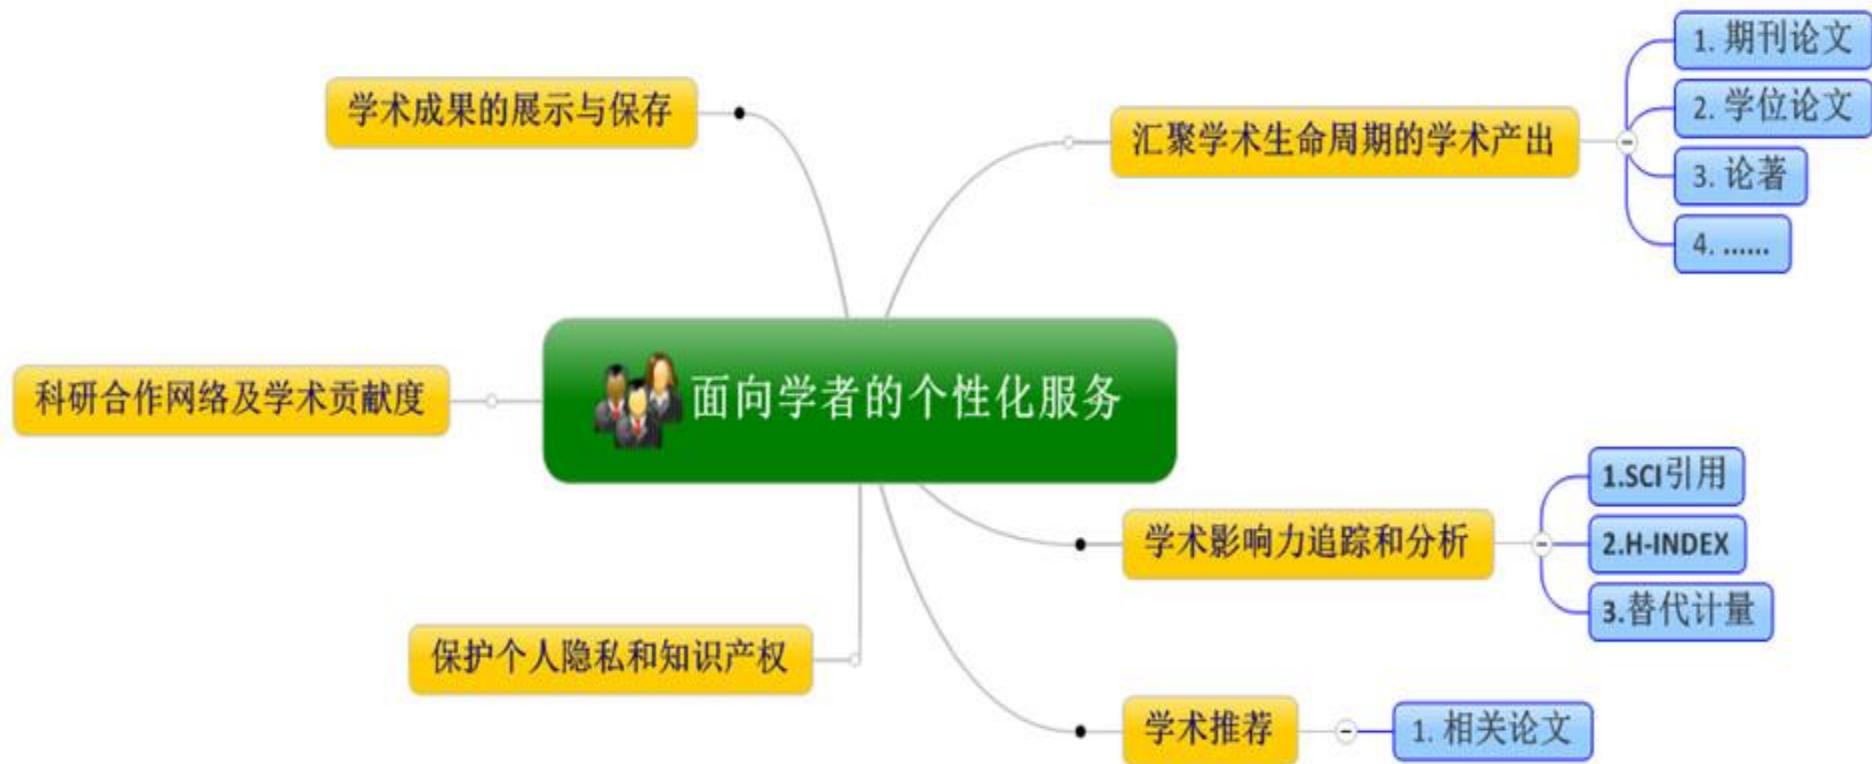 学术成果的展示与保存
科研合作网络及学术贡献度
保护个人隐私和知识产权
面向学者的个性化服务
汇聚学术生命周期的学术产出
1. 期刊论文
2. 学位论文
3. 论著
4. ......
学术影响力追踪和分析
1.SCI引用
2.H-INDEX
3.替代计量
学术推荐
1. 相关论文